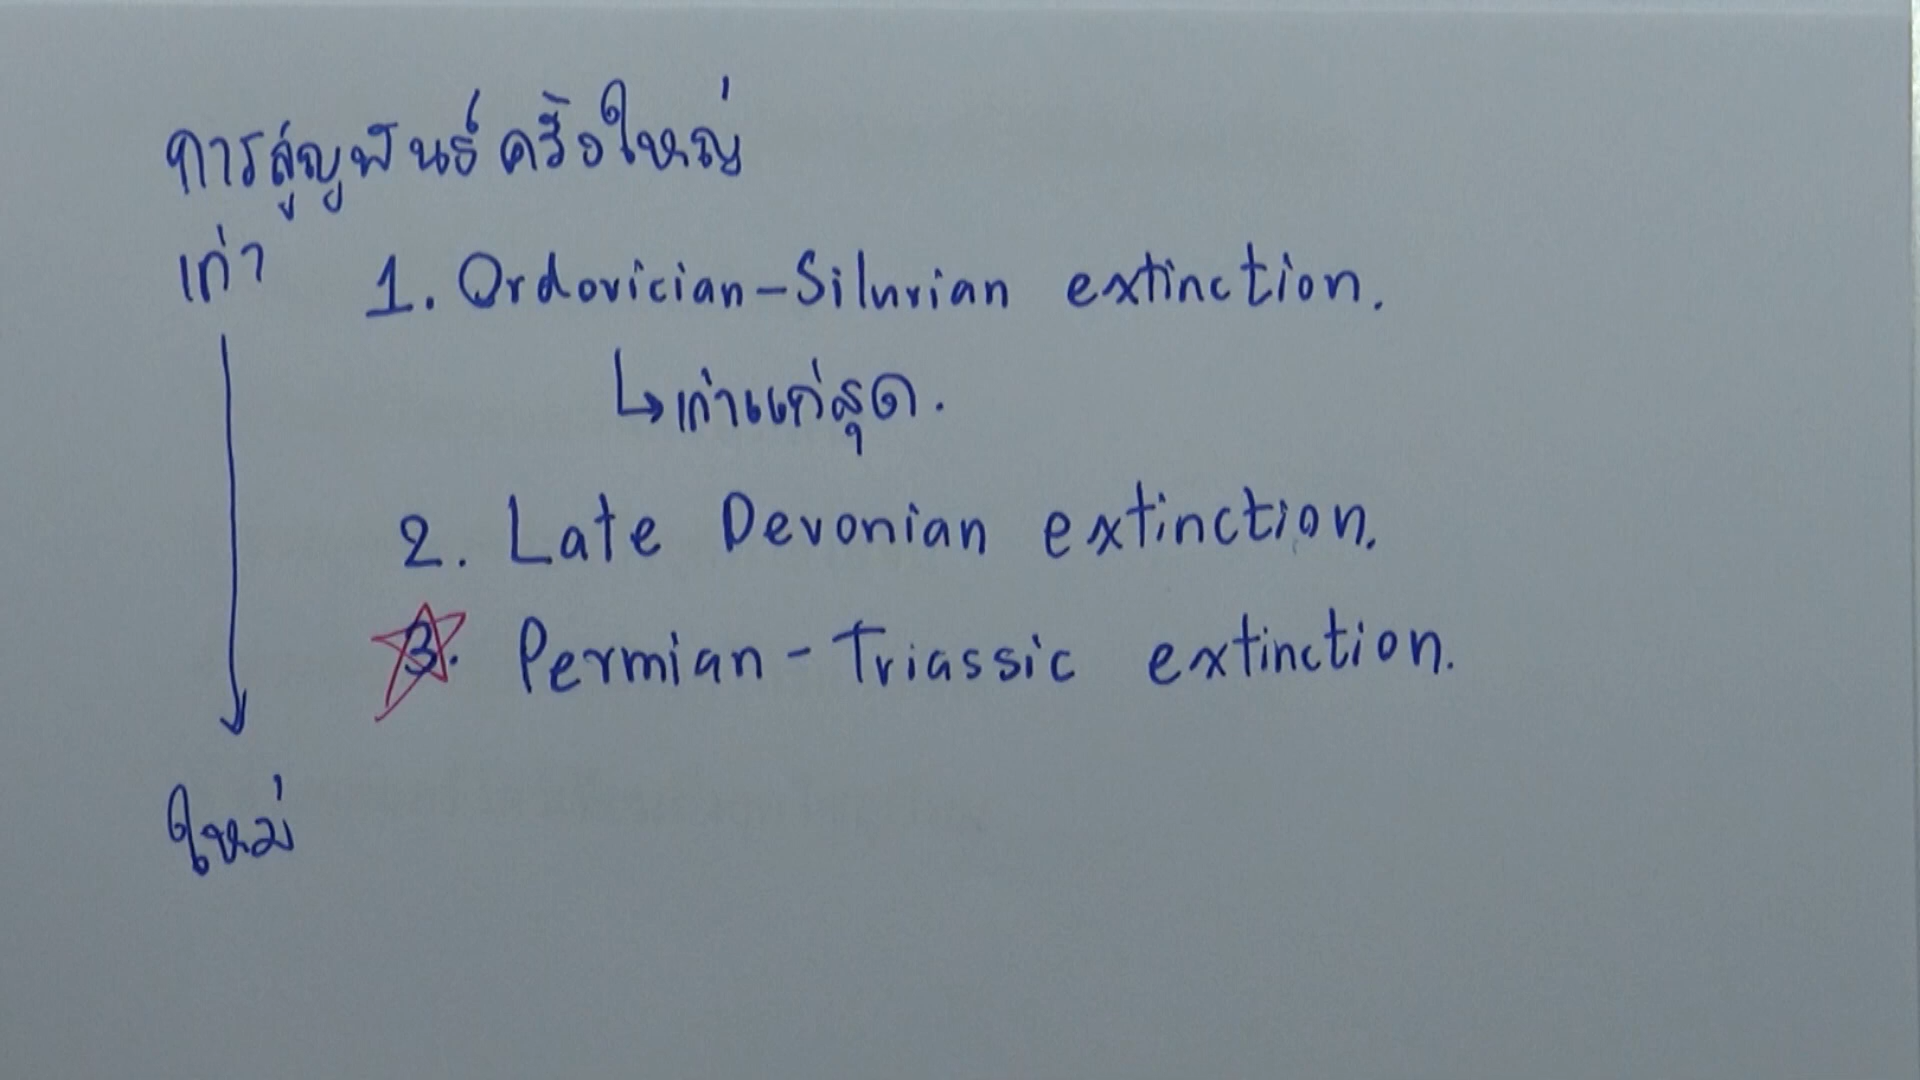 การสูญพันธ์ครั้งใหญ่
เก่า
1. Ordovician-Silurian extinction.
↳เก่าแก่สุด.
2. Late Devonian extinction.
3. Permian-Triassic extinction.
ใหม่